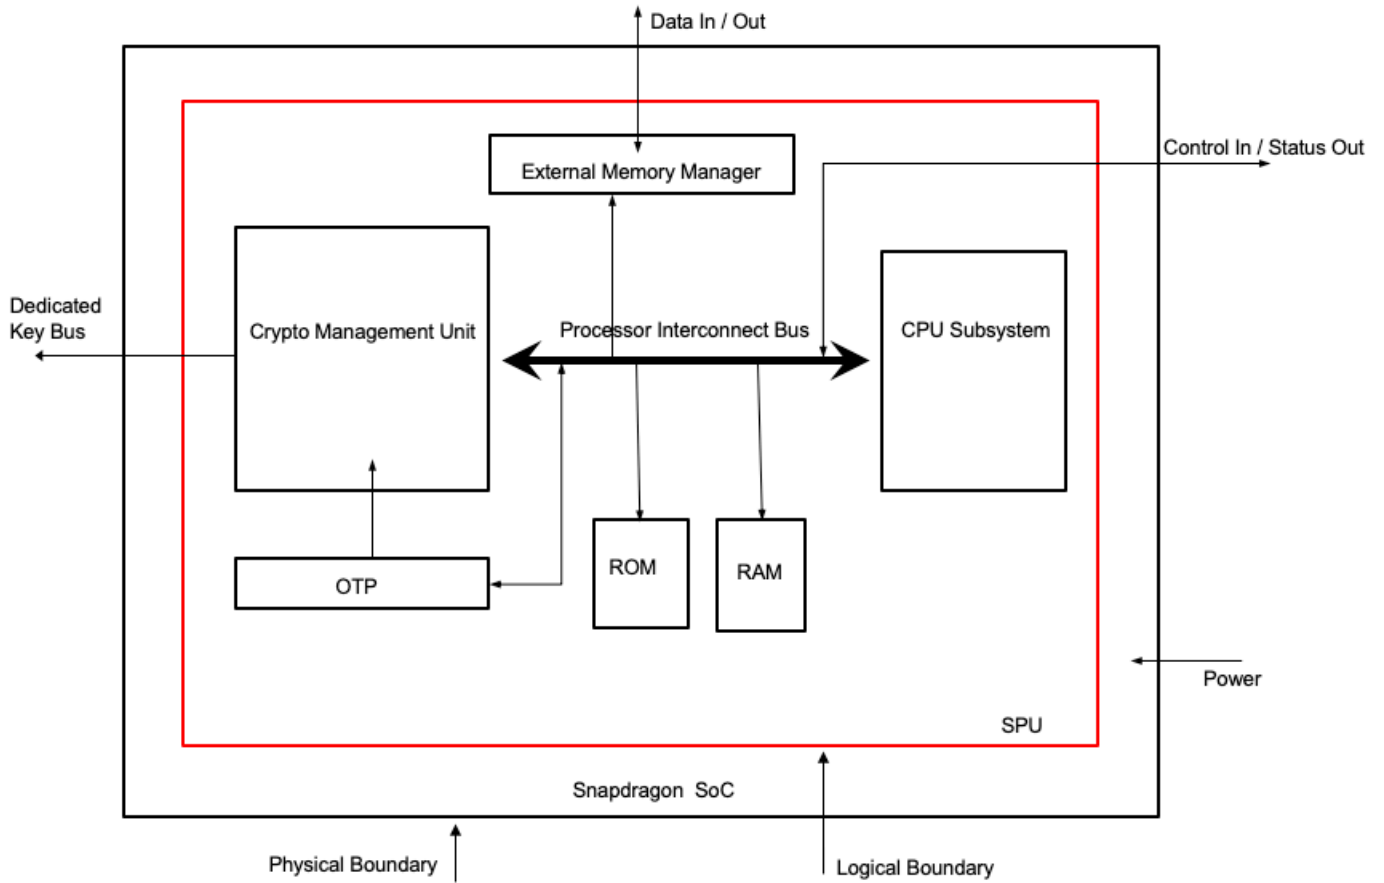 Data In / Out
Control In / Status Out
External Memory Manager
Dedicated
Key Bus
Crypto Management Unit
Processor Interconnect Bus
CPU Subsystem
OTP
ROM
RAM
Power
SPU
Snapdragon SoC
Physical Boundary
Logical Boundary